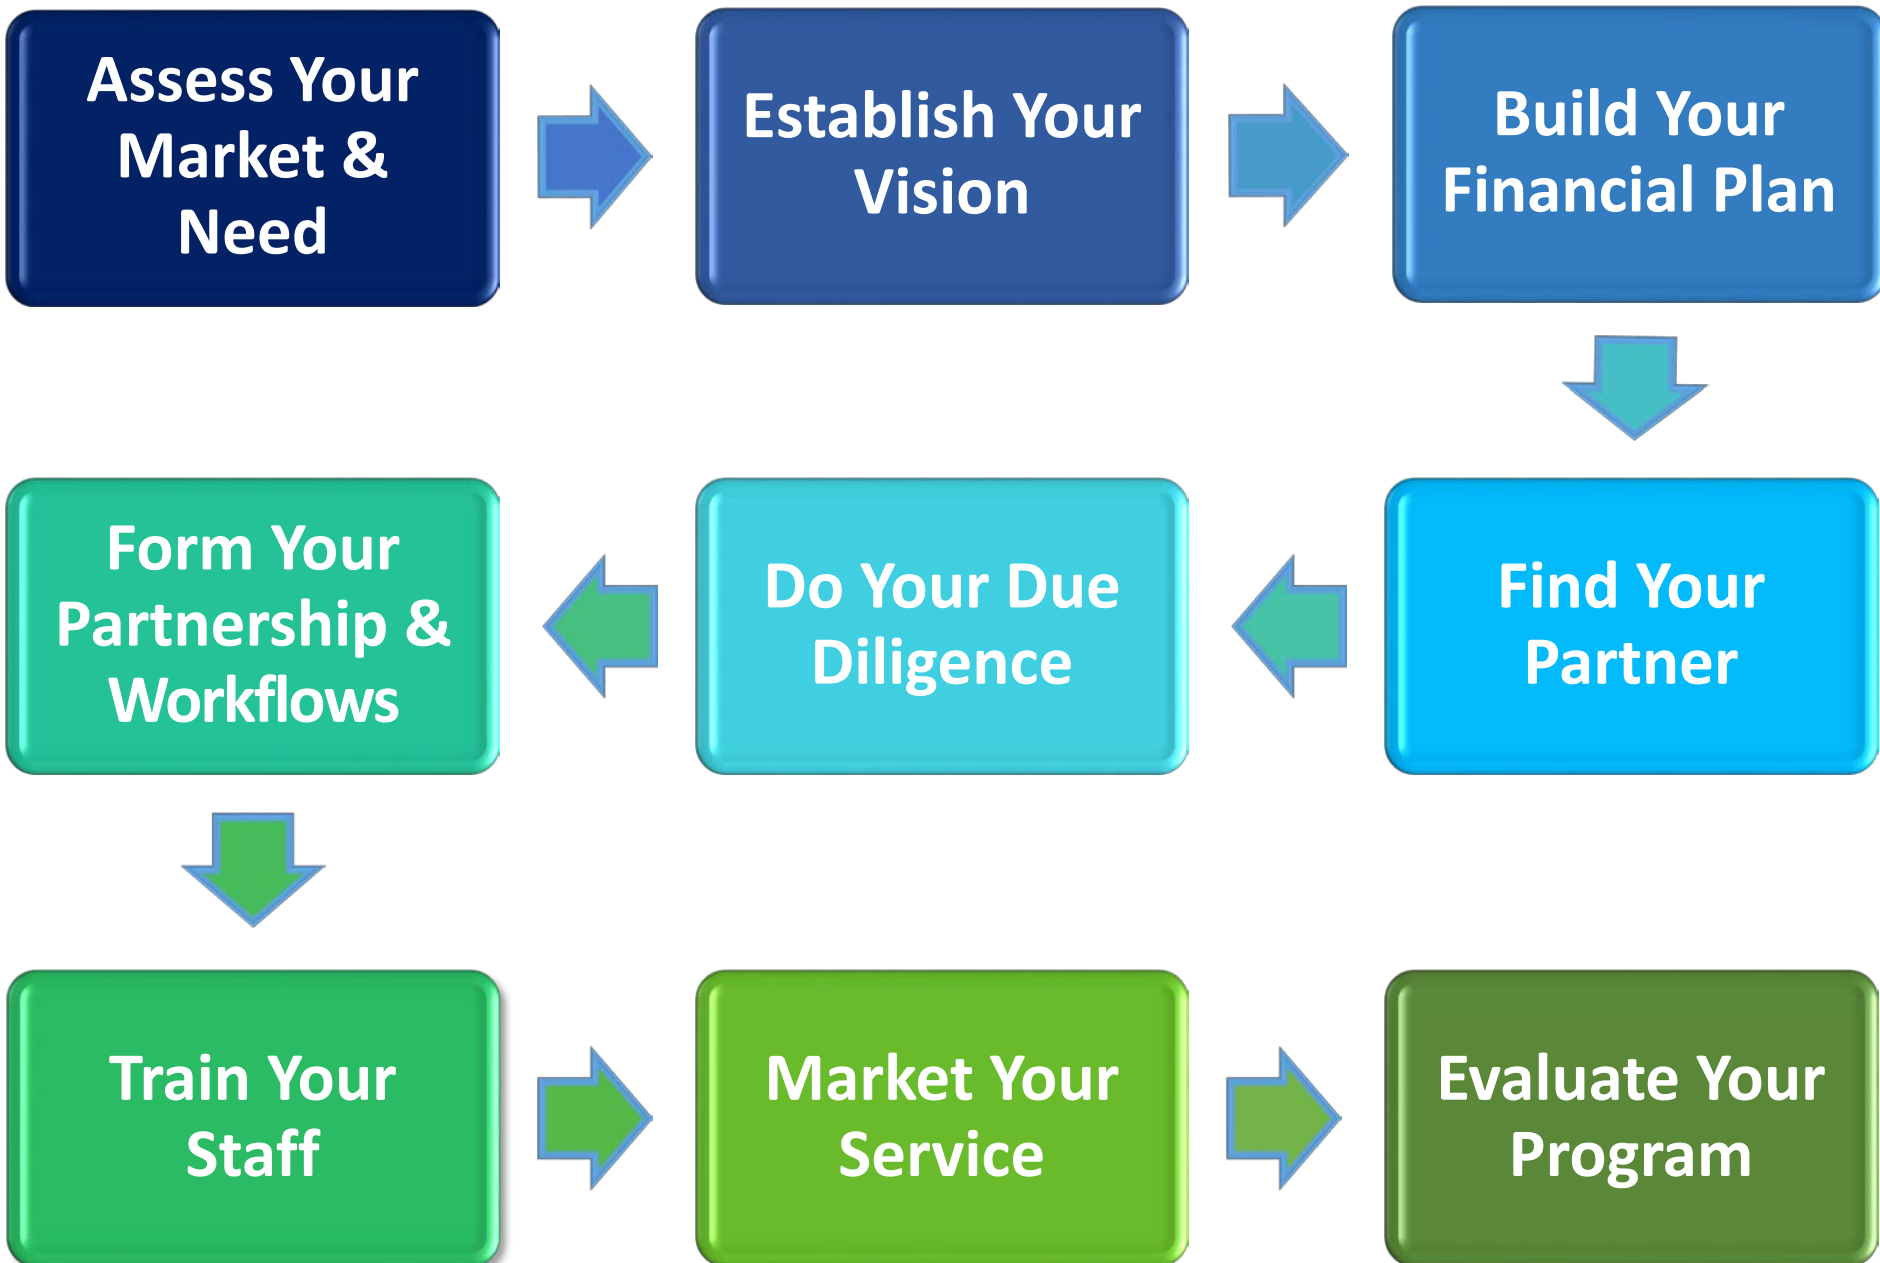 Assess Your
Market &
Need
Establish Your
Vision
Build Your
Financial Plan
Find Your
Partner
Do Your Due
Diligence
Form Your
Partnership &
Workflows
Train Your
Staff
Market Your
Service
Evaluate Your
Program